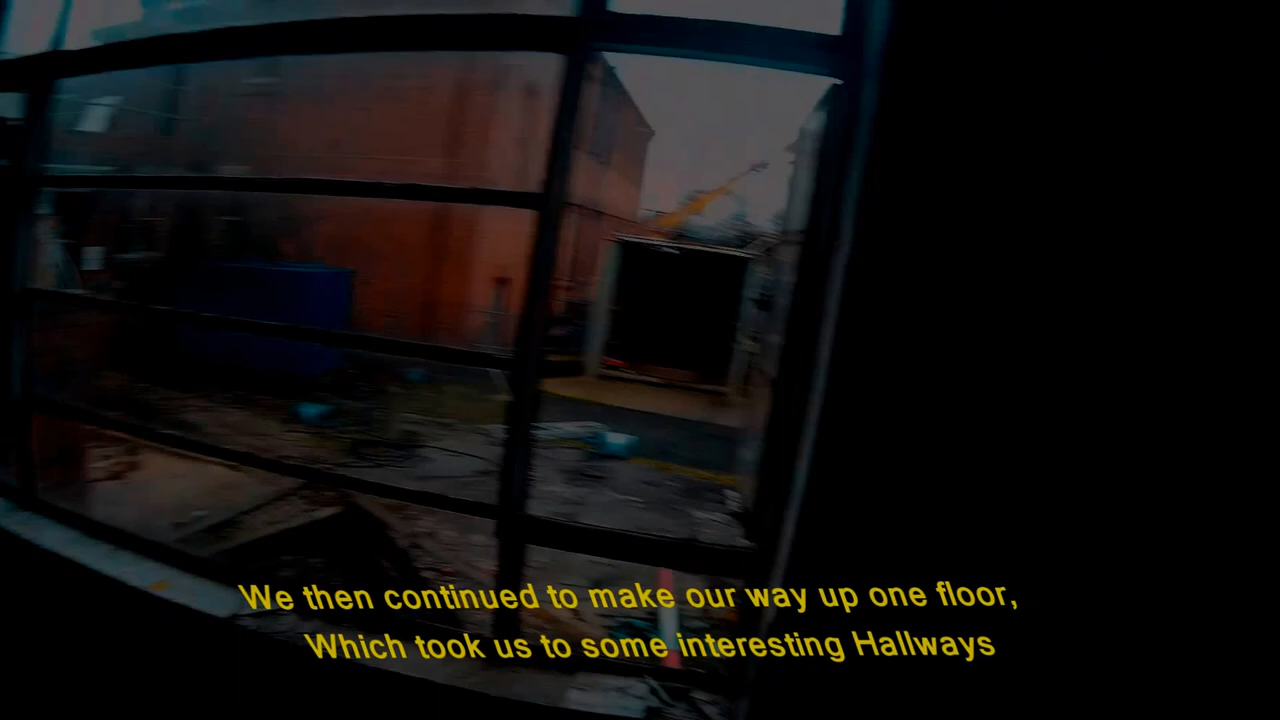 We then continued to make our way up one floor,
Which took us to some interesting Hallways